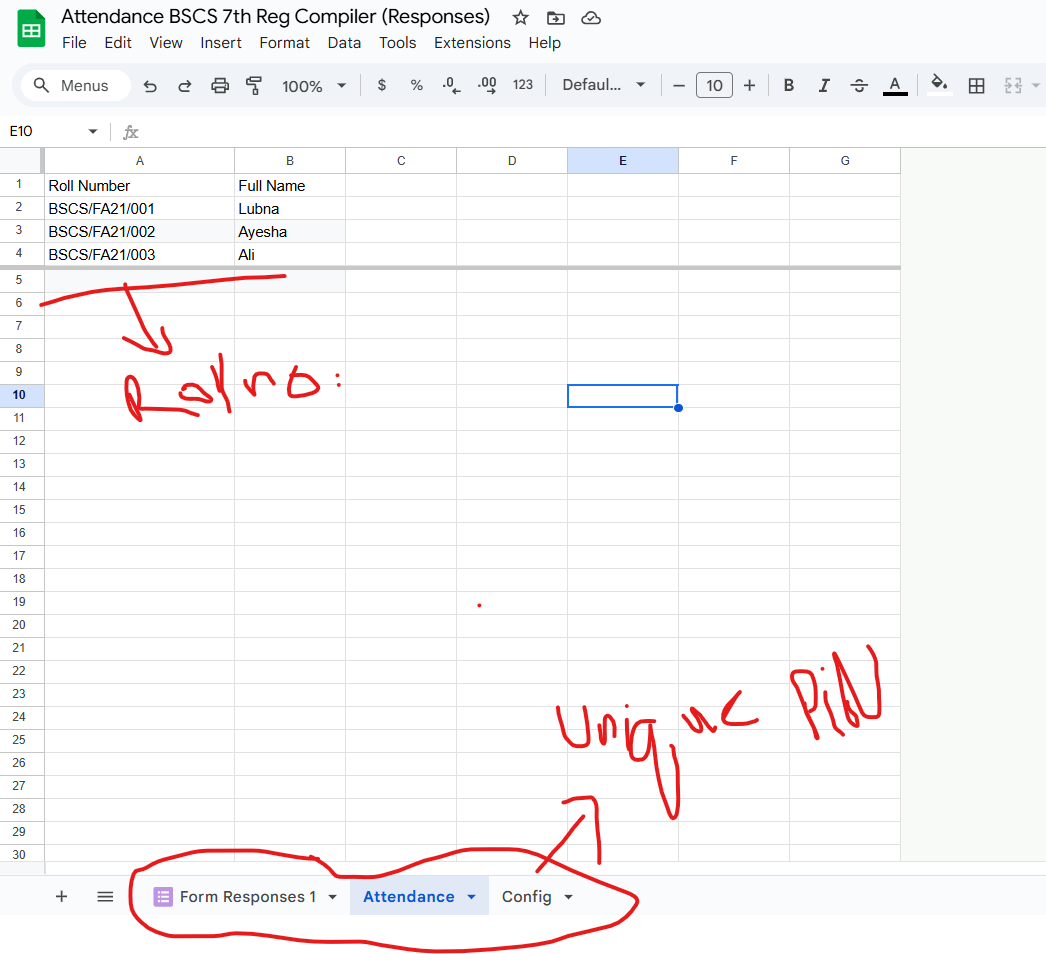 Attendance BSCS 7th Reg Compiler (Responses)
File Edit View Insert Format Data Tools Extensions Help
Menus 100% $ % .0 .00 123 Defaul... 10 B I A
E10 fx
A B C D E F G
1 Roll Number Full Name
2 BSCS/FA21/001 Lubna
3 BSCS/FA21/002 Ayesha
4 BSCS/FA21/003 Ali
5
6
7
8
9
10
11
12
13
14
15
16
17
18
19
20
21
22
23
24
25
26
27
28
29
30
Unique PiN
Form Responses 1 Attendance Config